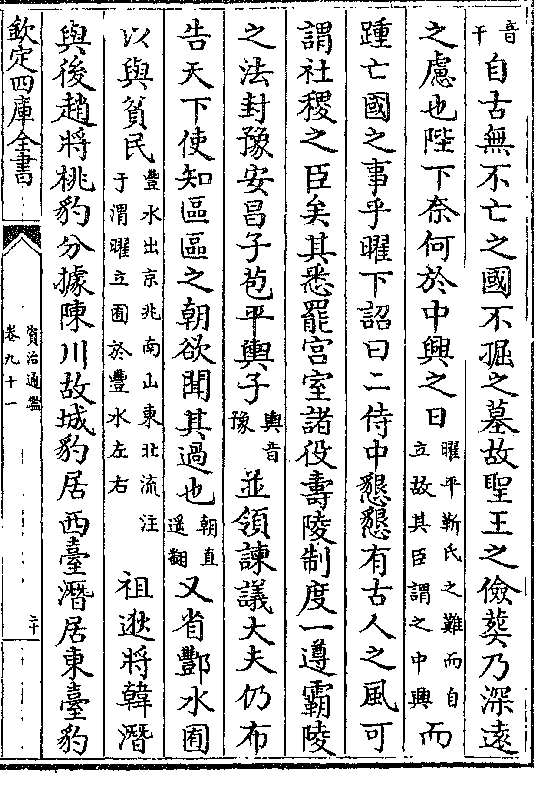 音干自古無不亡之國不掘之墓故聖王之儉葬乃深遠
之慮也陛下奈何於中興之日曜平靳氏之難而自立故其臣謂之中興而
踵亡國之事乎曜下詔曰二侍中懇懇有古人之風可
謂社稷之臣矣其悉罷宫室諸役壽陵制度一遵霸陵
之法封豫安昌子苞平輿子輿音豫並領諫議大夫仍布
告天下使知區區之朝欲聞其過也朝直遥翻又省酆水囿
以與貧民豐水出京兆南山東北流注于渭曜立囿於豐水左右祖逖將韓潛
與後趙將桃豹分據陳川故城豹居西臺潛居東臺豹
欽定四庫全書
資治通鑑
卷九十一
二十